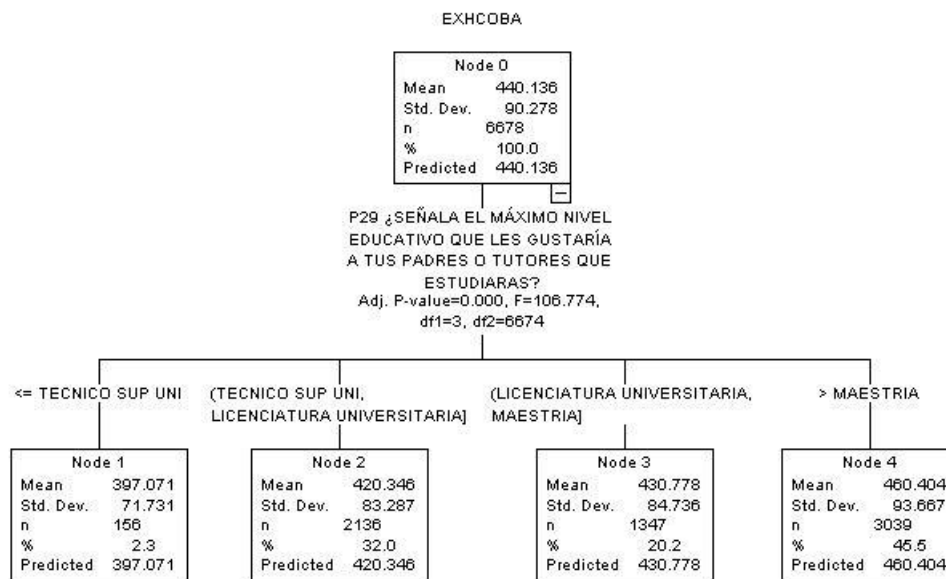 EXHCOBA
Node 0
Mean 440.136
Std. Dev. 90.278
n 6678
% 100.0
Predicted 440.136
P29 ¿SEÑALA EL MÁXIMO NIVEL
EDUCATIVO QUE LES GUSTARÍA
A TUS PADRES O TUTORES QUE
ESTUDIARAS?
Adj. P-value=0.000, F=106.774,
df1=3, df2=6674
<= TECNICO SUP UNI
(TECNICO SUP UNI,
LICENCIATURA UNIVERSITARIA]
(LICENCIATURA UNIVERSITARIA,
MAESTRIA]
> MAESTRIA
Node 1
Mean 397.071
Std. Dev. 71.731
n 156
% 2.3
Predicted 397.071
Node 2
Mean 420.346
Std. Dev. 83.287
n 2136
% 32.0
Predicted 420.346
Node 3
Mean 430.778
Std. Dev. 84.736
n 1347
% 20.2
Predicted 430.778
Node 4
Mean 460.404
Std. Dev. 93.667
n 3039
% 45.5
Predicted 460.404